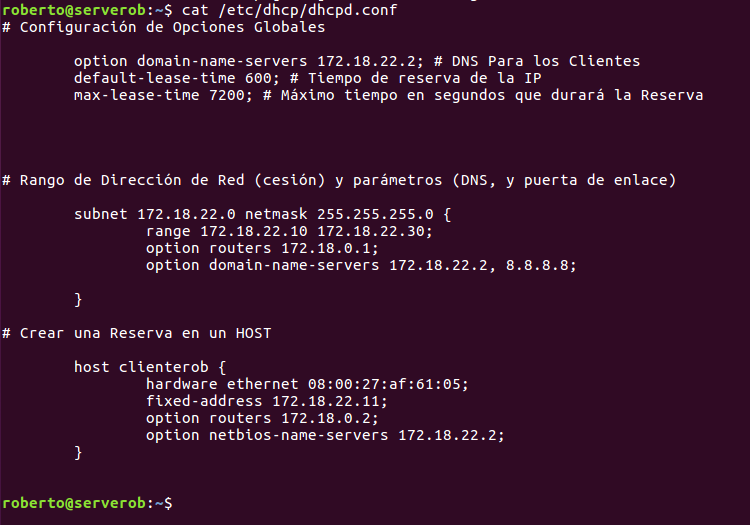 roberto@serverob:~$ cat /etc/dhcp/dhcpd.conf
# Configuración de Opciones Globales
option domain-name-servers 172.18.22.2; # DNS Para los Clientes
default-lease-time 600; # Tiempo de reserva de la IP
max-lease-time 7200; # Máximo tiempo en segundos que durará la Reserva
# Rango de Dirección de Red (cesión) y parámetros (DNS, y puerta de enlace)
subnet 172.18.22.0 netmask 255.255.255.0 {
range 172.18.22.10 172.18.22.30;
option routers 172.18.0.1;
option domain-name-servers 172.18.22.2, 8.8.8.8;
}
# Crear una Reserva en un HOST
host clienterob {
hardware ethernet 08:00:27:af:61:05;
fixed-address 172.18.22.11;
option routers 172.18.0.2;
option netbios-name-servers 172.18.22.2;
}
roberto@serverob:~$